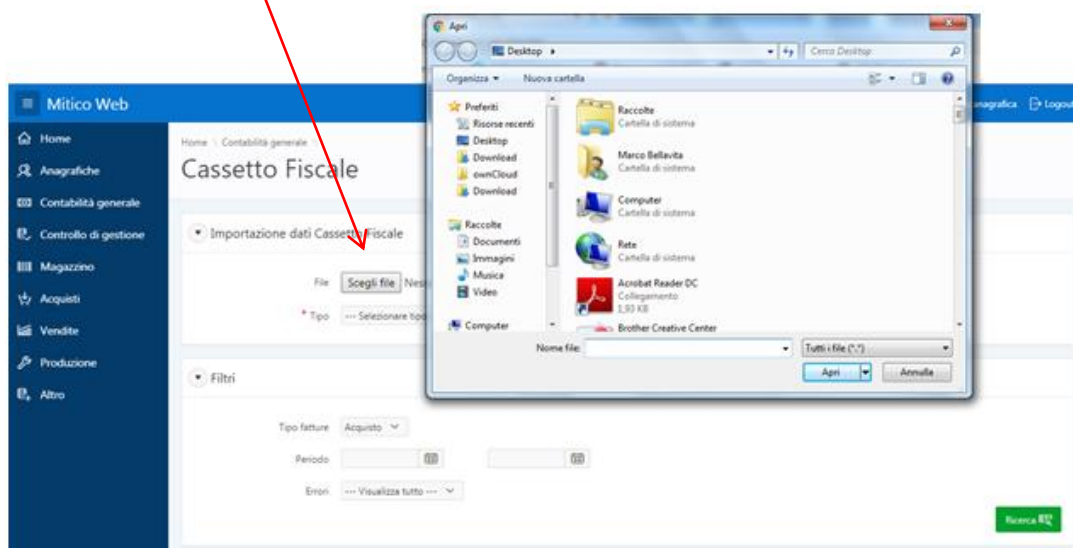 Apri
Desktop
Cerca Desktop
Organizza
Nuova cartella
Preferiti
Risorse recenti
Desktop
Download
ownCloud
Download
Raccolte
Documenti
Immagini
Musica
Video
Computer
Raccolte
Cartella di sistema
Marco Bellavita
Cartella di sistema
Computer
Cartella di sistema
Rete
Cartella di sistema
Acrobat Reader DC
Collegamento
1,93 KB
Brother Creative Center
Nome file:
Tutti i file (*.*)
Apri
Annulla
Mitico Web
Logout
Home
Anagrafiche
Contabilità generale
Controllo di gestione
Magazzino
Acquisti
Vendite
Produzione
Altro
Home \ Contabilità generale \
Cassetto Fiscale
Importazione dati Cassetto Fiscale
File
Scegli file
* Tipo
--- Selezionare tipo
Filtri
Tipo fatture
Acquisto
Periodo
Errori
--- Visualizza tutto ---
Ricerca